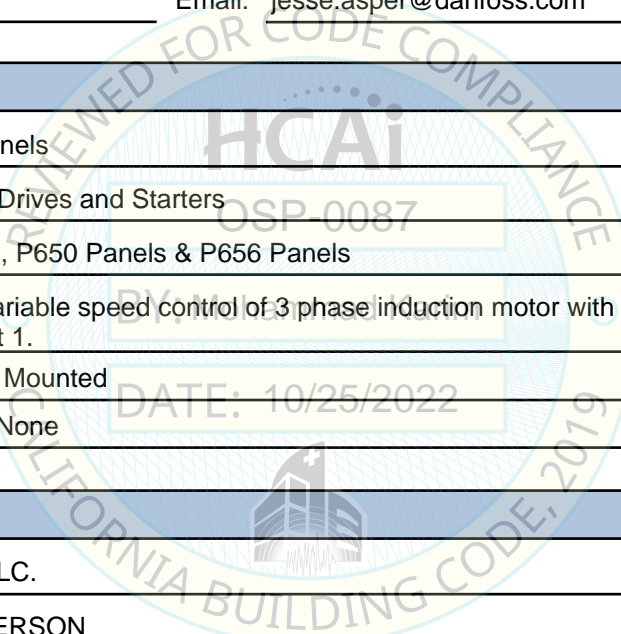 Email: jesse.asper@danfoss.com
REVIEWED FOR CODE COMPLIANCE
HCAi
nels
Drives and Starters
OSP-0087
, P650 Panels & P656 Panels
ariable speed control of 3 phase induction motor with
BY: Mohammad Karim
t 1.
Mounted
DATE: 10/25/2022
None
LC.
ERSON
CALIFORNIA BUILDING CODE, 2019